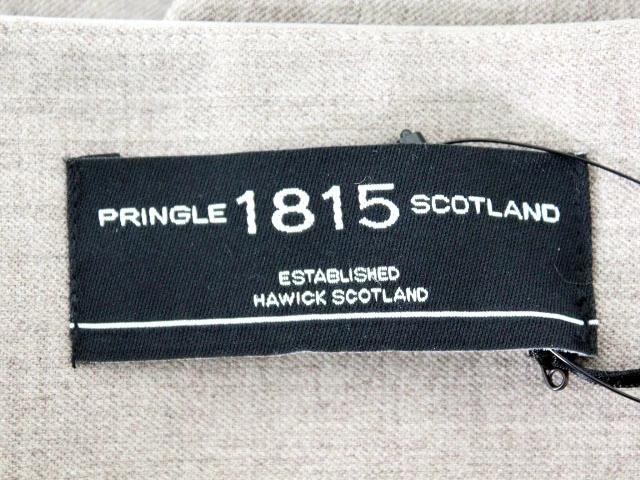 PRINGLE 1815 SCOTLAND
ESTABLISHED
HAWICK SCOTLAND